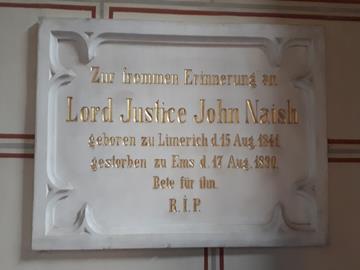 Zur frommen Erinnerung an
Lord Justice John Naish
geboren zu Limerich d. 15 Aug. 1841.
gestorben zu Ems d. 17 Aug. 1890.
Bete für ihn.
R. I. P.